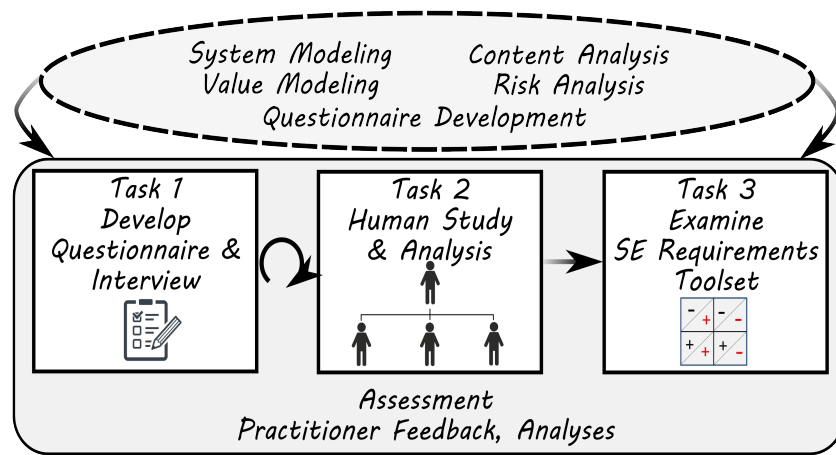 System Modeling Content Analysis
Value Modeling Risk Analysis
Questionnaire Development
Task 1
Develop
Questionnaire &
Interview
Task 2
Human Study
& Analysis
Task 3
Examine
SE Requirements
Toolset
- + - -
+ + + -
Assessment
Practitioner Feedback, Analyses